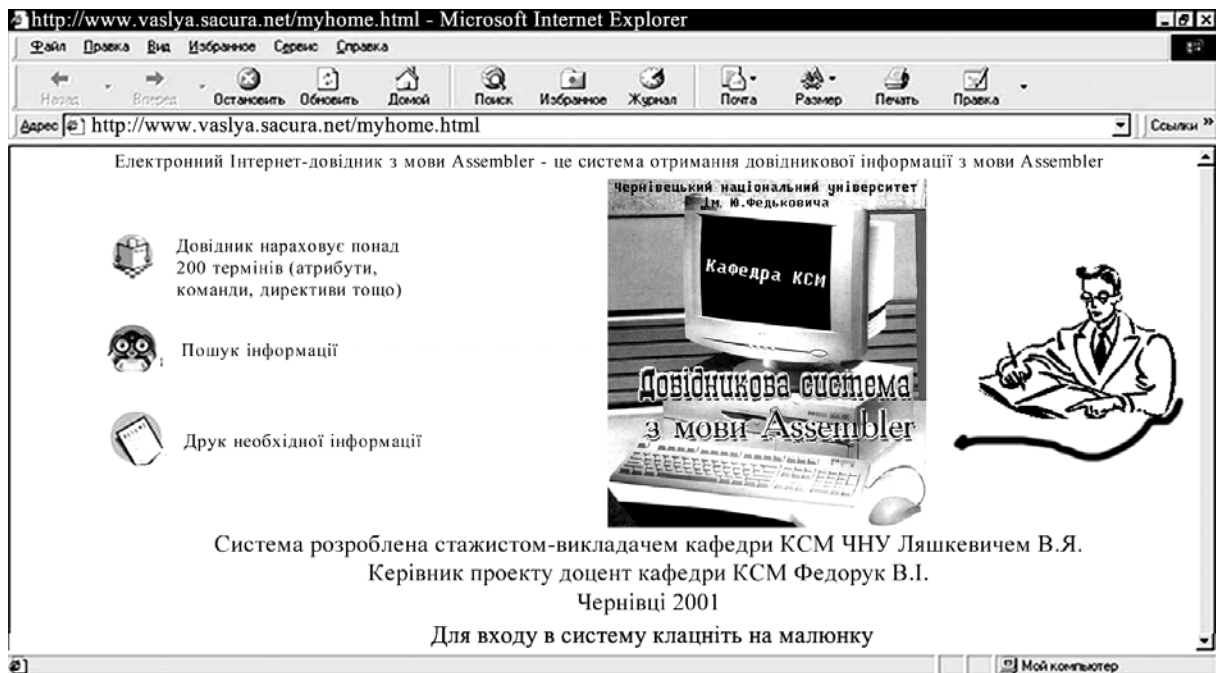 http://www.vaslya.sacura.net/myhome.html - Microsoft Internet Explorer
Файл Правка Вид Избранное Сервис Справка
Назад Вперед Остановить Обновить Домой Поиск Избранное Журнал Почта Размер Печать Правка
Адрес http://www.vaslya.sacura.net/myhome.html Ссылки »
Електронний Інтернет-довідник з мови Assembler - це система отримання довідникової інформації з мови Assembler
Чернівецький національний університет
ім. Ю.Федьковича
Кафедра КСМ
Довідникова система
з мови Assembler
Довідник нараховує понад
200 термінів (атрибути,
команди, директиви тощо)
Пошук інформації
Друк необхідної інформації
Система розроблена стажистом-викладачем кафедри КСМ ЧНУ Ляшкевичем В.Я.
Керівник проекту доцент кафедри КСМ Федорук В.І.
Чернівці 2001
Для входу в систему клацніть на малюнку
Мой компьютер